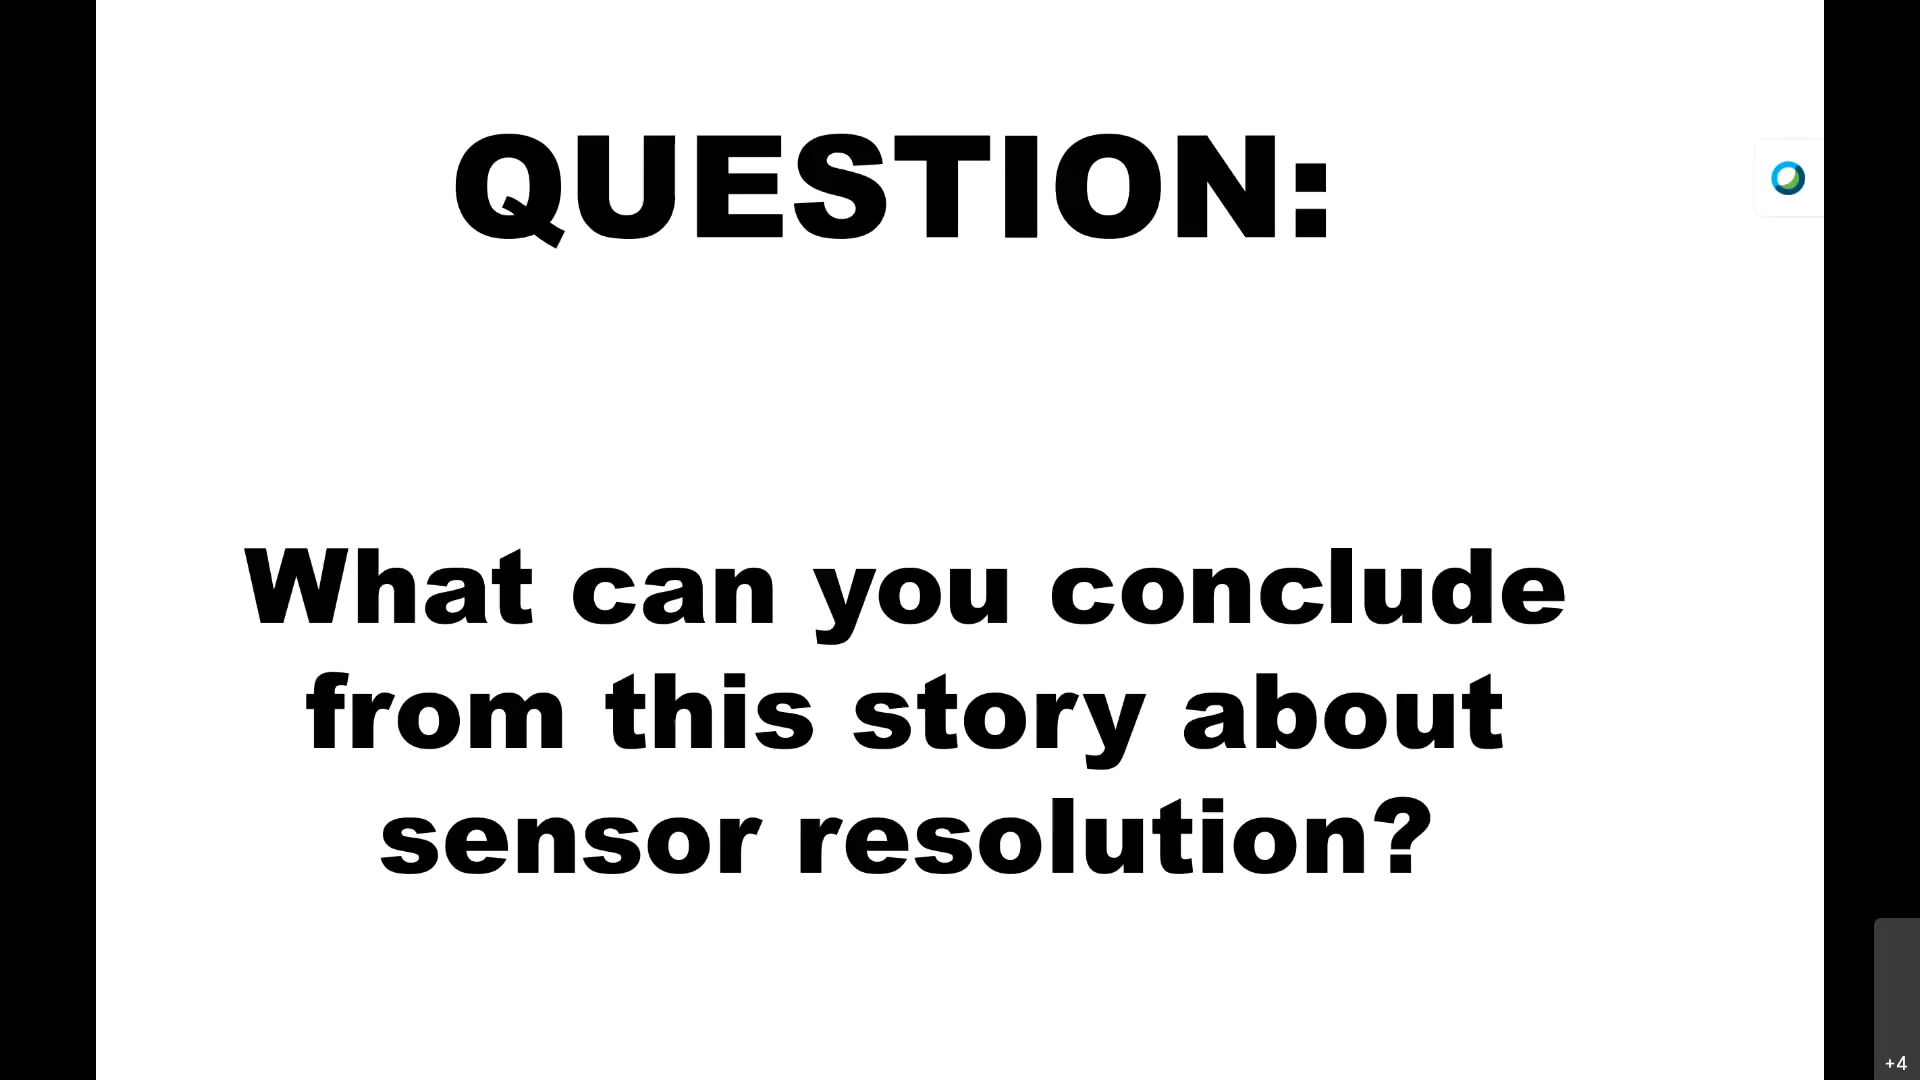 QUESTION:
What can you conclude
from this story about
sensor resolution?
+4